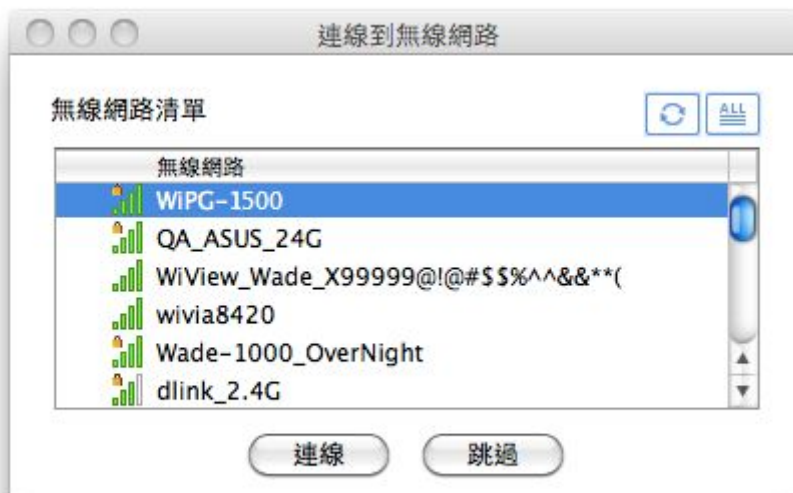 連線到無線網路
無線網路清單
ALL
無線網路
WiPG-1500
QA_ASUS_24G
WiView_Wade_X99999@!@#$$%^^&&**(
wivia8420
Wade-1000_OverNight
dlink_2.4G
連線 跳過